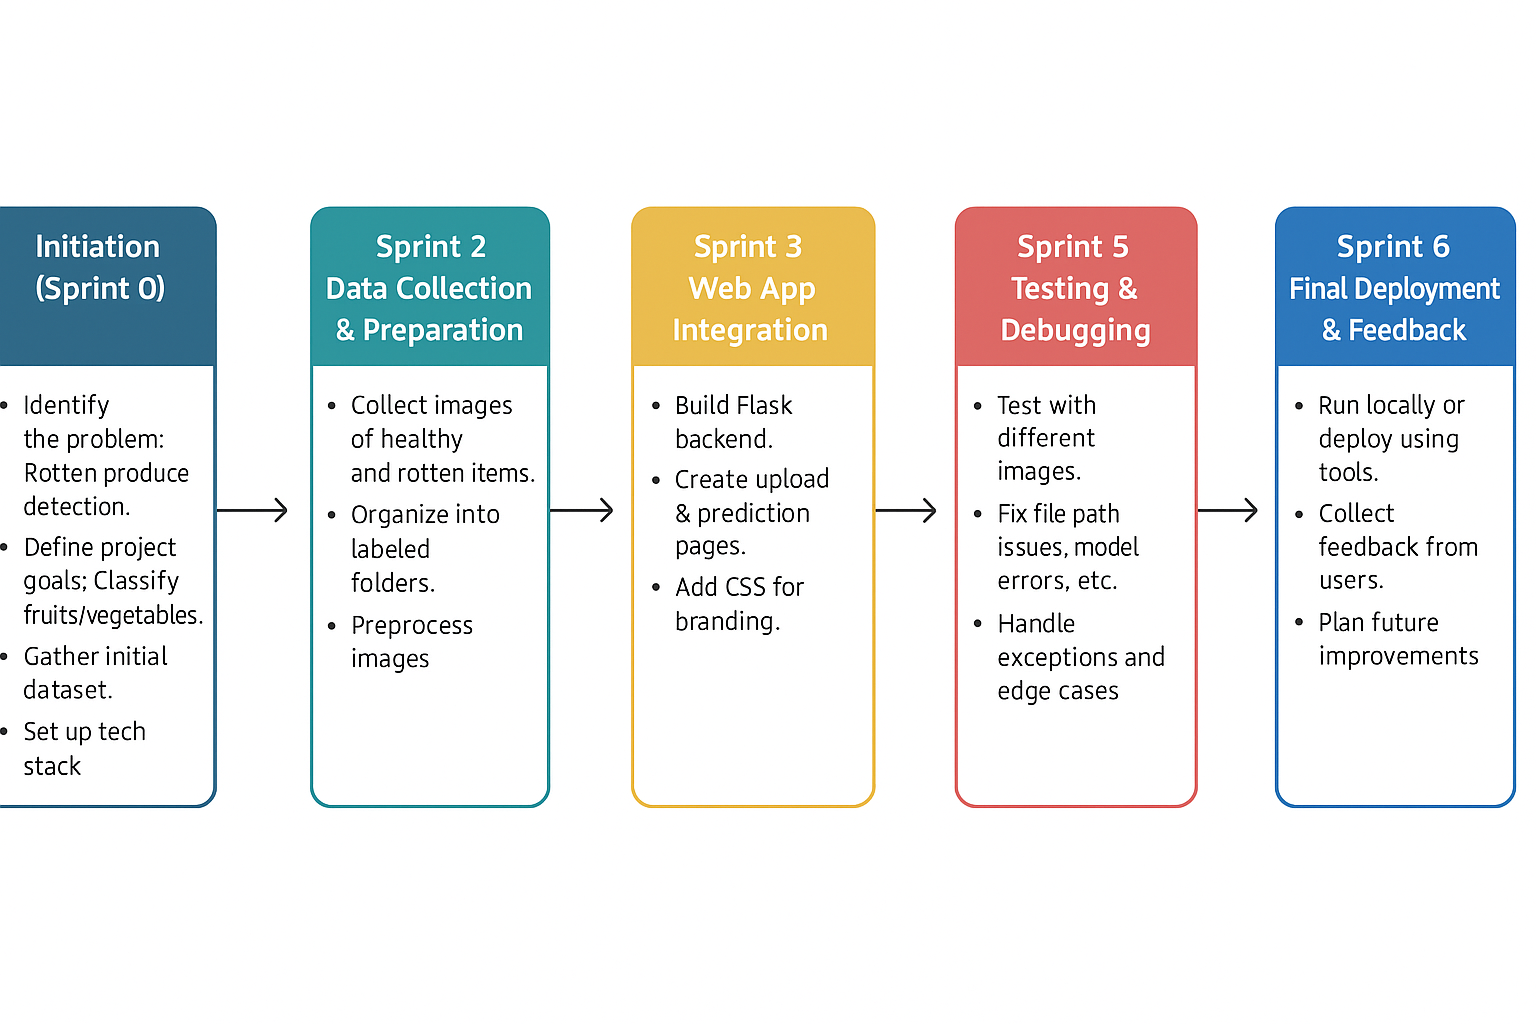 Initiation
(Sprint 0)
• Identify
the problem:
Rotten produce
detection.
• Define project
goals; Classify
fruits/vegetables.
• Gather initial
dataset.
• Set up tech
stack
Sprint 2
Data Collection
& Preparation
• Collect images
of healthy
and rotten items.
• Organize into
labeled
folders.
• Preprocess
images
Sprint 3
Web App
Integration
• Build Flask
backend.
• Create upload
& prediction
pages.
• Add CSS for
branding.
Sprint 5
Testing &
Debugging
• Test with
different
images.
• Fix file path
issues, model
errors, etc.
• Handle
exceptions and
edge cases
Sprint 6
Final Deployment
& Feedback
• Run locally or
deploy using
tools.
• Collect
feedback from
users.
• Plan future
improvements